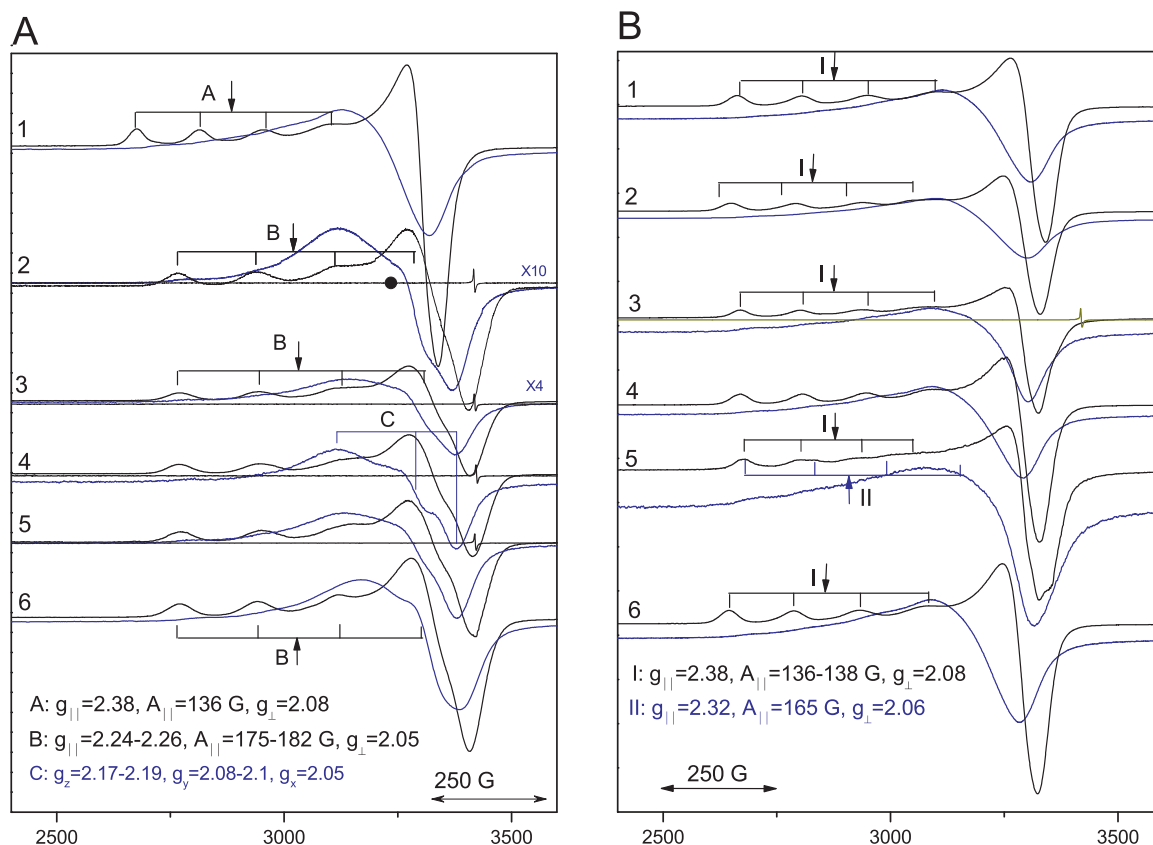 A
1
A
2
B
X10
3
B
X4
4
C
5
6
B
A: g||=2.38, A||=136 G, g⊥=2.08
B: g||=2.24-2.26, A||=175-182 G, g⊥=2.05
C: gz=2.17-2.19, gy=2.08-2.1, gx=2.05
250 G
2500 3000 3500
B
1
I
2
I
3
I
4
5
I
II
6
I
I: g||=2.38, A||=136-138 G, g⊥=2.08
II: g||=2.32, A||=165 G, g⊥=2.06
250 G
2500 3000 3500